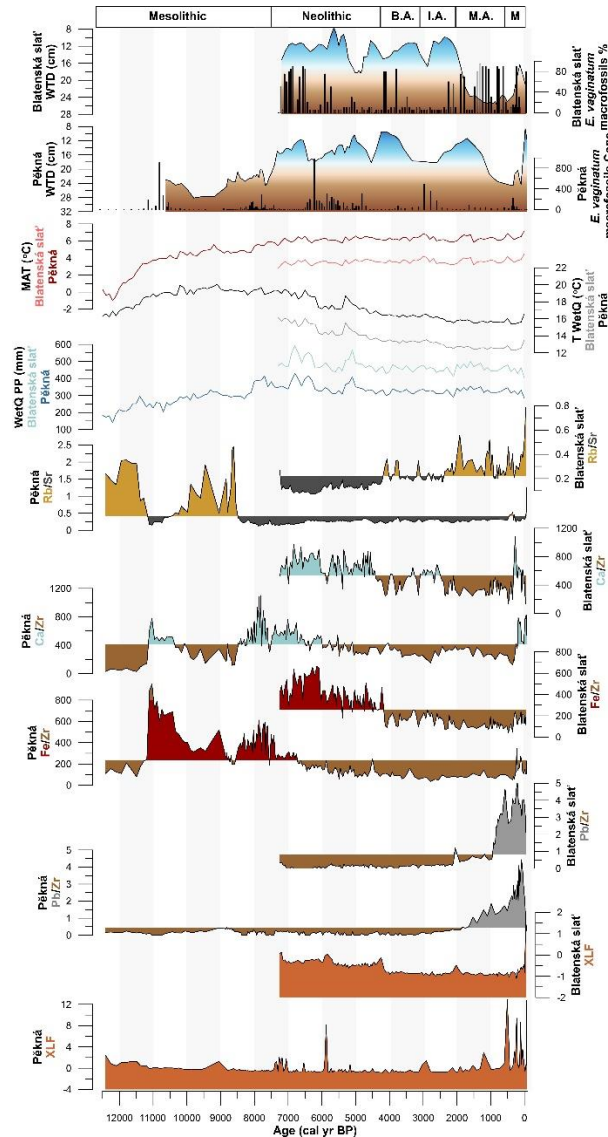 Mesolithic Neolithic B.A. I.A. M.A. M
Blatenská slať
WTD (cm)
8
12
16
20
24
28
80
40
0
Blatenská slať
E. vaginatum
macrofossils %
Pěkná
WTD (cm)
8
12
16
20
24
28
32
800
400
0
Pěkná
E. vaginatum
macrofossils Conc.
MAT (°C)
Blatenská slať
Pěkná
8
6
4
2
0
-2
22
20
18
16
14
12
T WetQ (°C)
Blatenská slať
Pěkná
WetQ PP (mm)
Blatenská slať
Pěkná
600
500
400
300
200
100
0.8
0.6
0.4
0.2
Blatenská slať
Rb/Sr
Pěkná
Rb/Sr
2.5
2
1.5
1
0.5
0
1200
800
400
0
Blatenská slať
Ca/Zr
Pěkná
Ca/Zr
1200
800
400
0
800
600
400
200
0
Blatenská slať
Fe/Zr
Pěkná
Fe/Zr
800
600
400
200
0
5
4
3
2
1
0
Blatenská slať
Pb/Zr
Pěkná
Pb/Zr
5
4
3
2
1
0
2
1
0
-1
-2
Blatenská slať
XLF
Pěkná
XLF
12
8
4
0
-4
12000 11000 10000 9000 8000 7000 6000 5000 4000 3000 2000 1000 0
Age (cal yr BP)